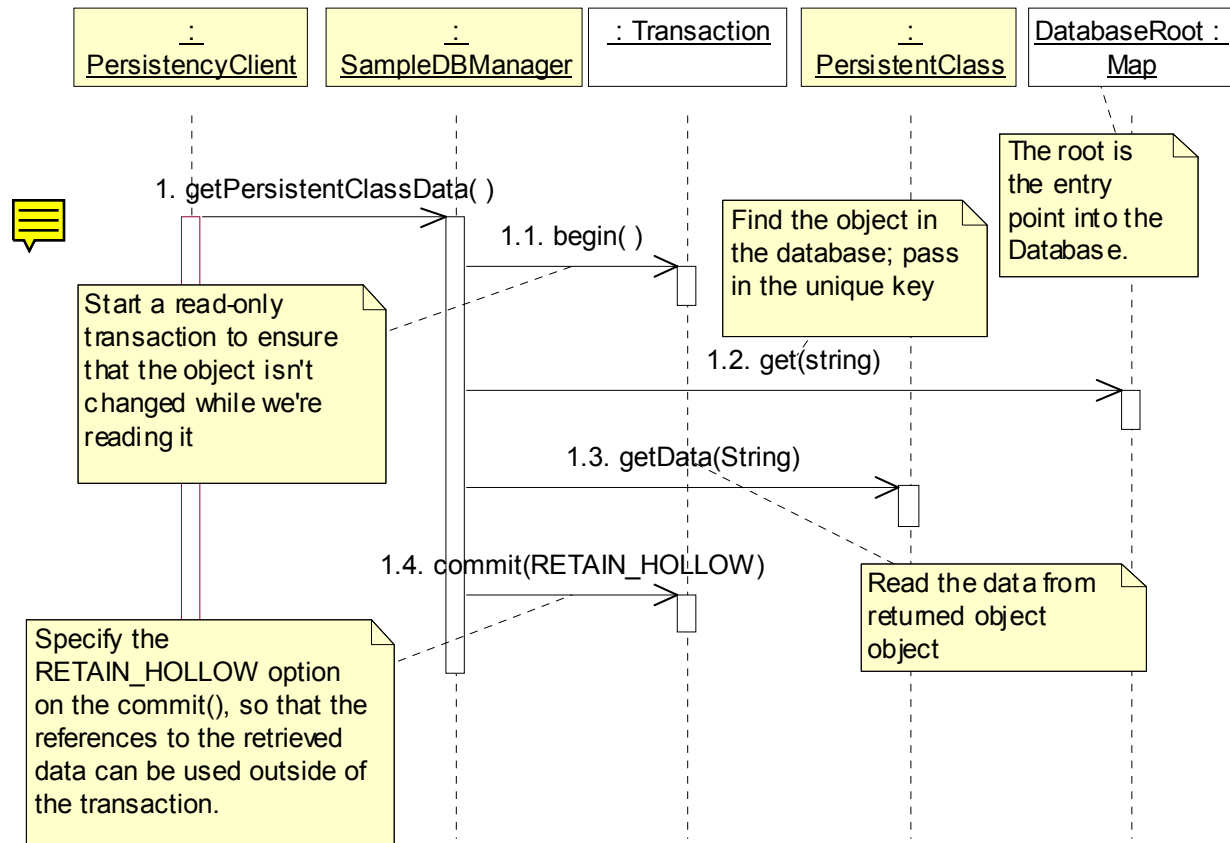 :
PersistencyClient
:
SampleDBManager
: Transaction
:
PersistentClass
DatabaseRoot :
Map
The root is
the entry
point into the
Database.
1. getPersistentClassData( )
Find the object in
the database; pass
in the unique key
1.1. begin( )
Start a read-only
transaction to ensure
that the object isn't
changed while we're
reading it
1.2. get(string)
1.3. getData(String)
1.4. commit(RETAIN_HOLLOW)
Read the data from
returned object
object
Specify the
RETAIN_HOLLOW option
on the commit(), so that the
references to the retrieved
data can be used outside of
the transaction.